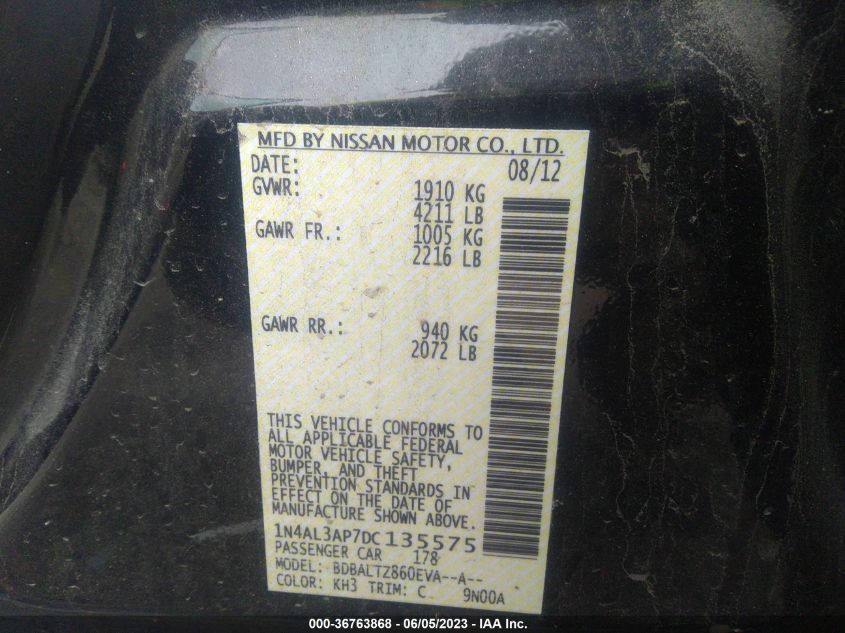 MFD BY NISSAN MOTOR CO., LTD.
DATE: 08/12
GVWR: 1910 KG
4211 LB
GAWR FR.: 1005 KG
2216 LB
GAWR RR.: 940 KG
2072 LB
THIS VEHICLE CONFORMS TO
ALL APPLICABLE FEDERAL
MOTOR VEHICLE SAFETY,
BUMPER, AND THEFT
PREVENTION STANDARDS IN
EFFECT ON THE DATE OF
MANUFACTURE SHOWN ABOVE.
1N4AL3AP7DC135575
PASSENGER CAR 178
MODEL: BDBALTZ860EVA--A--
COLOR: KH3 TRIM: C 9N00A
000-36763868 - 06/05/2023 - IAA Inc.